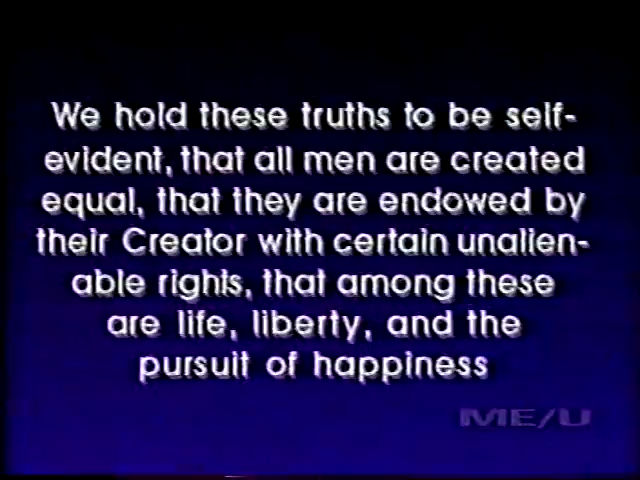 We hold these truths to be self-
evident, that all men are created
equal, that they are endowed by
their Creator with certain unalien-
able rights, that among these
are life, liberty, and the
pursuit of happiness
ME/U